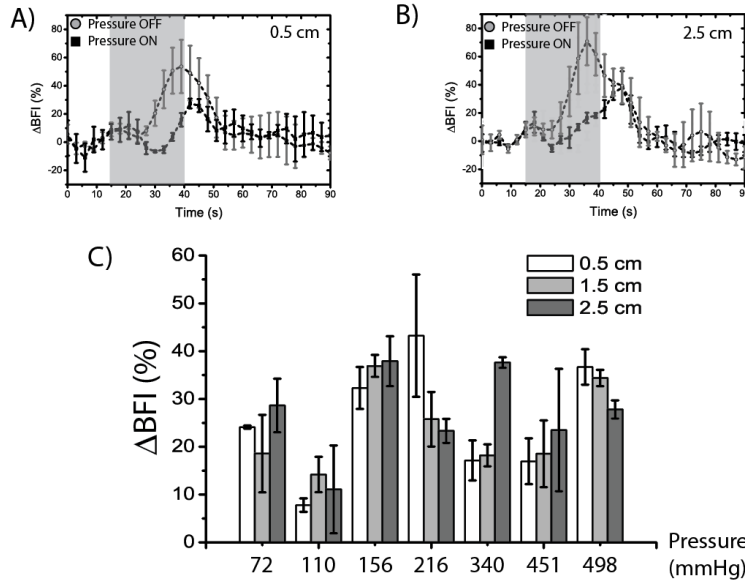 A)
Pressure OFF
Pressure ON
0.5 cm
80
60
40
20
0
-20
ΔBFI (%)
0 10 20 30 40 50 60 70 80 90
Time (s)
B)
Pressure OFF
Pressure ON
2.5 cm
80
60
40
20
0
-20
ΔBFI (%)
0 10 20 30 40 50 60 70 80 90
Time (s)
C)
60
50
40
30
20
10
0
ΔBFI (%)
0.5 cm
1.5 cm
2.5 cm
72 110 156 216 340 451 498
Pressure
(mmHg)